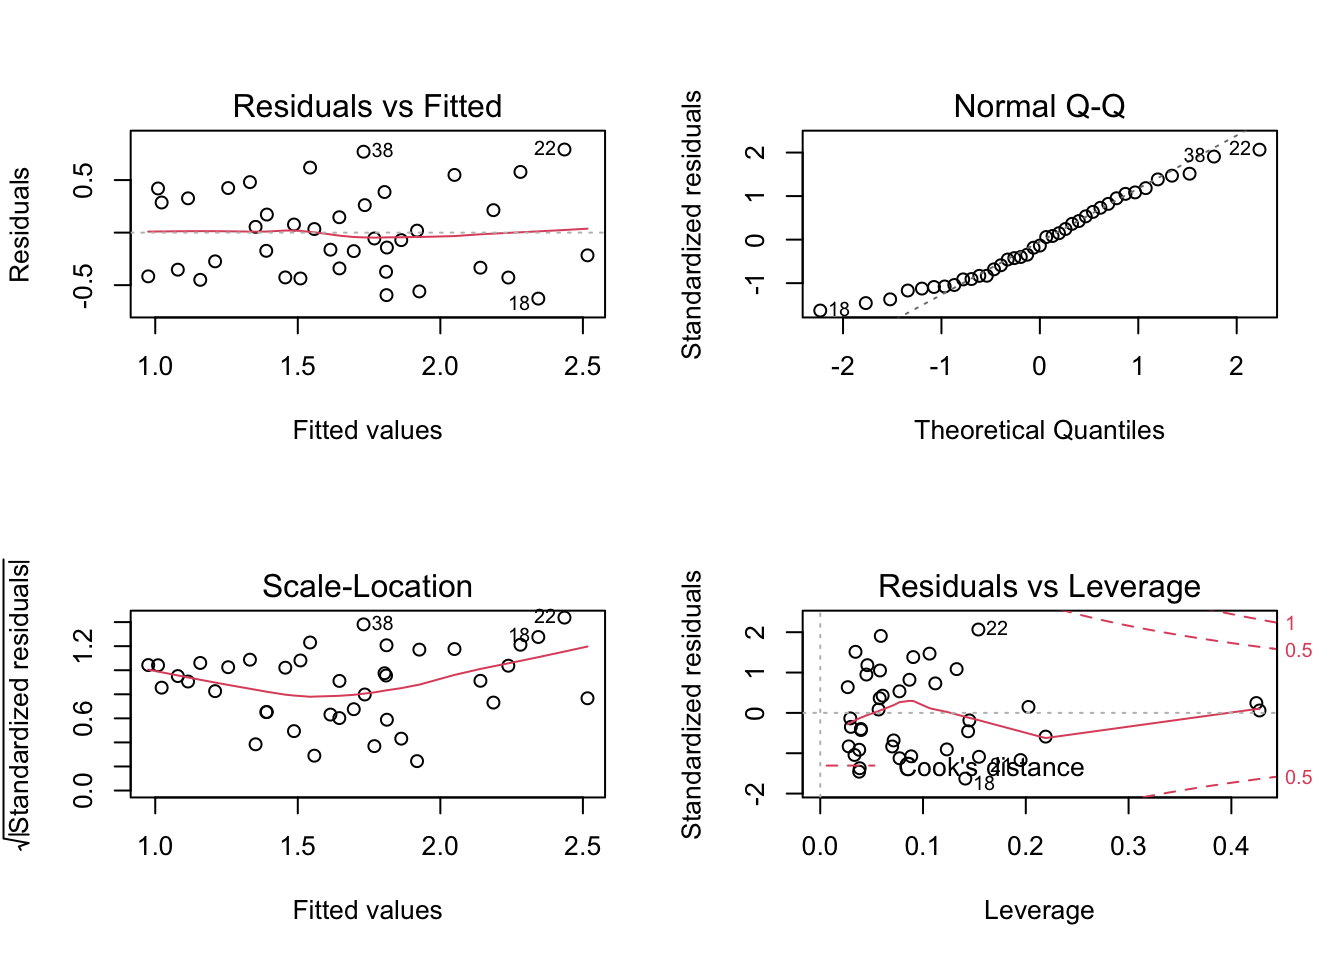 Residuals vs Fitted
Residuals
0.5
-0.5
38
22
18
1.0 1.5 2.0 2.5
Fitted values
Normal Q-Q
Standardized residuals
2
1
0
-1
38 22
18
-2 -1 0 1 2
Theoretical Quantiles
Scale-Location
√|Standardized residuals|
1.2
0.6
0.0
38
22
18
1.0 1.5 2.0 2.5
Fitted values
Residuals vs Leverage
Standardized residuals
2
1
0
-2
22
21
18
Cook's distance
1
0.5
0.5
0.0 0.1 0.2 0.3 0.4
Leverage